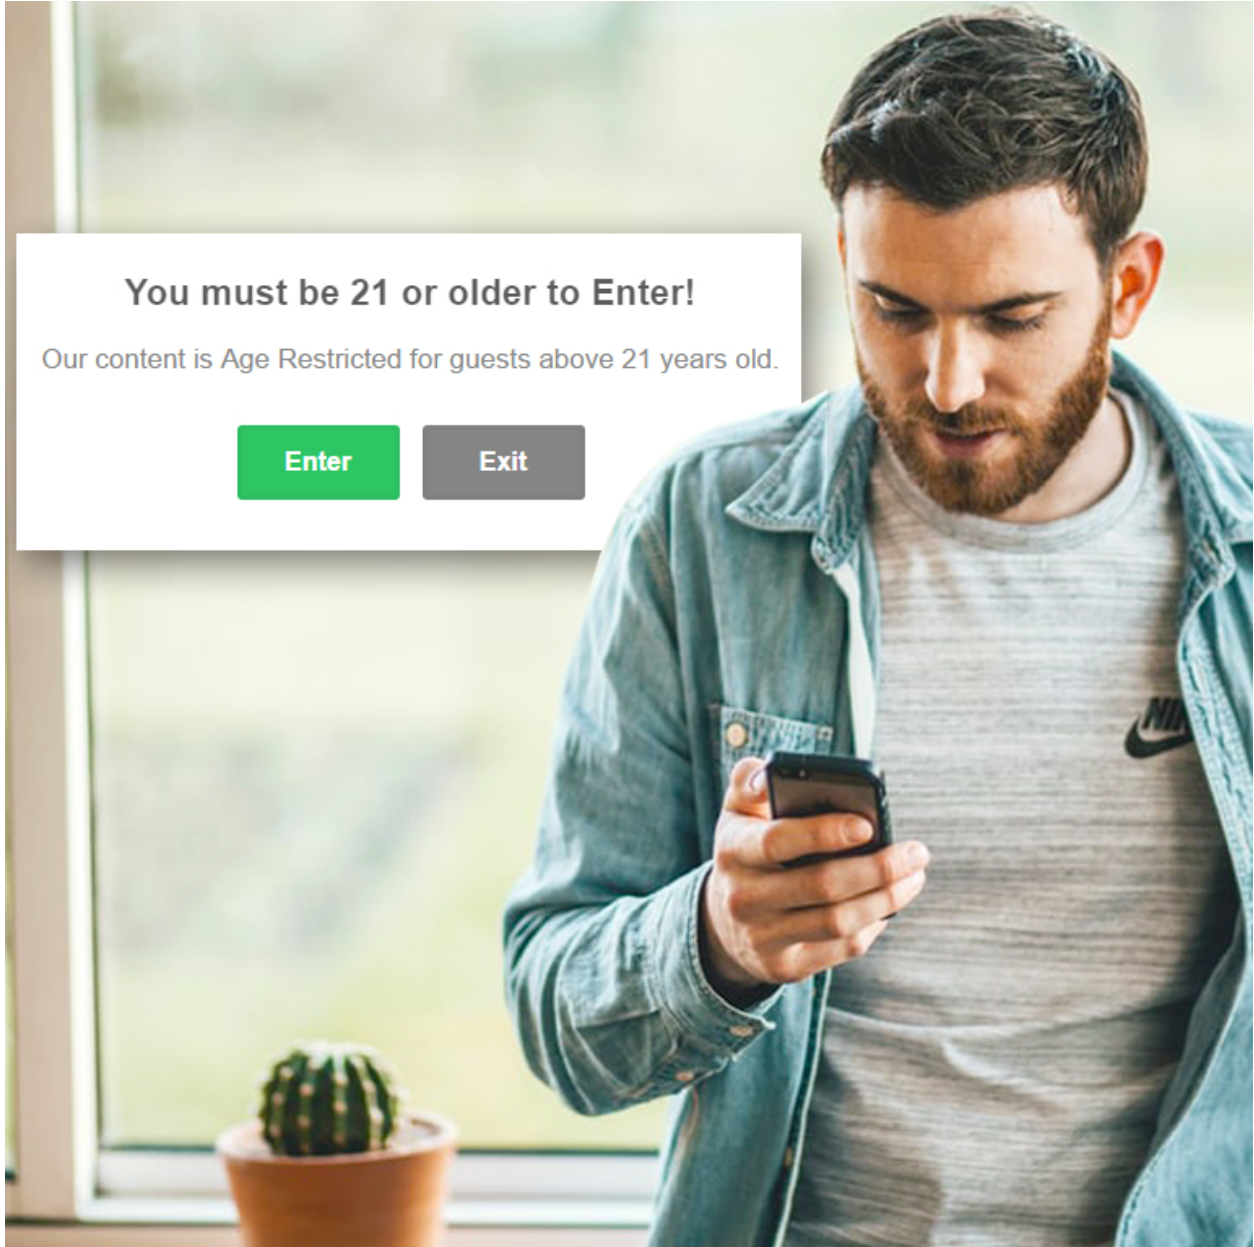 You must be 21 or older to Enter!
Our content is Age Restricted for guests above 21 years old.
Enter
Exit